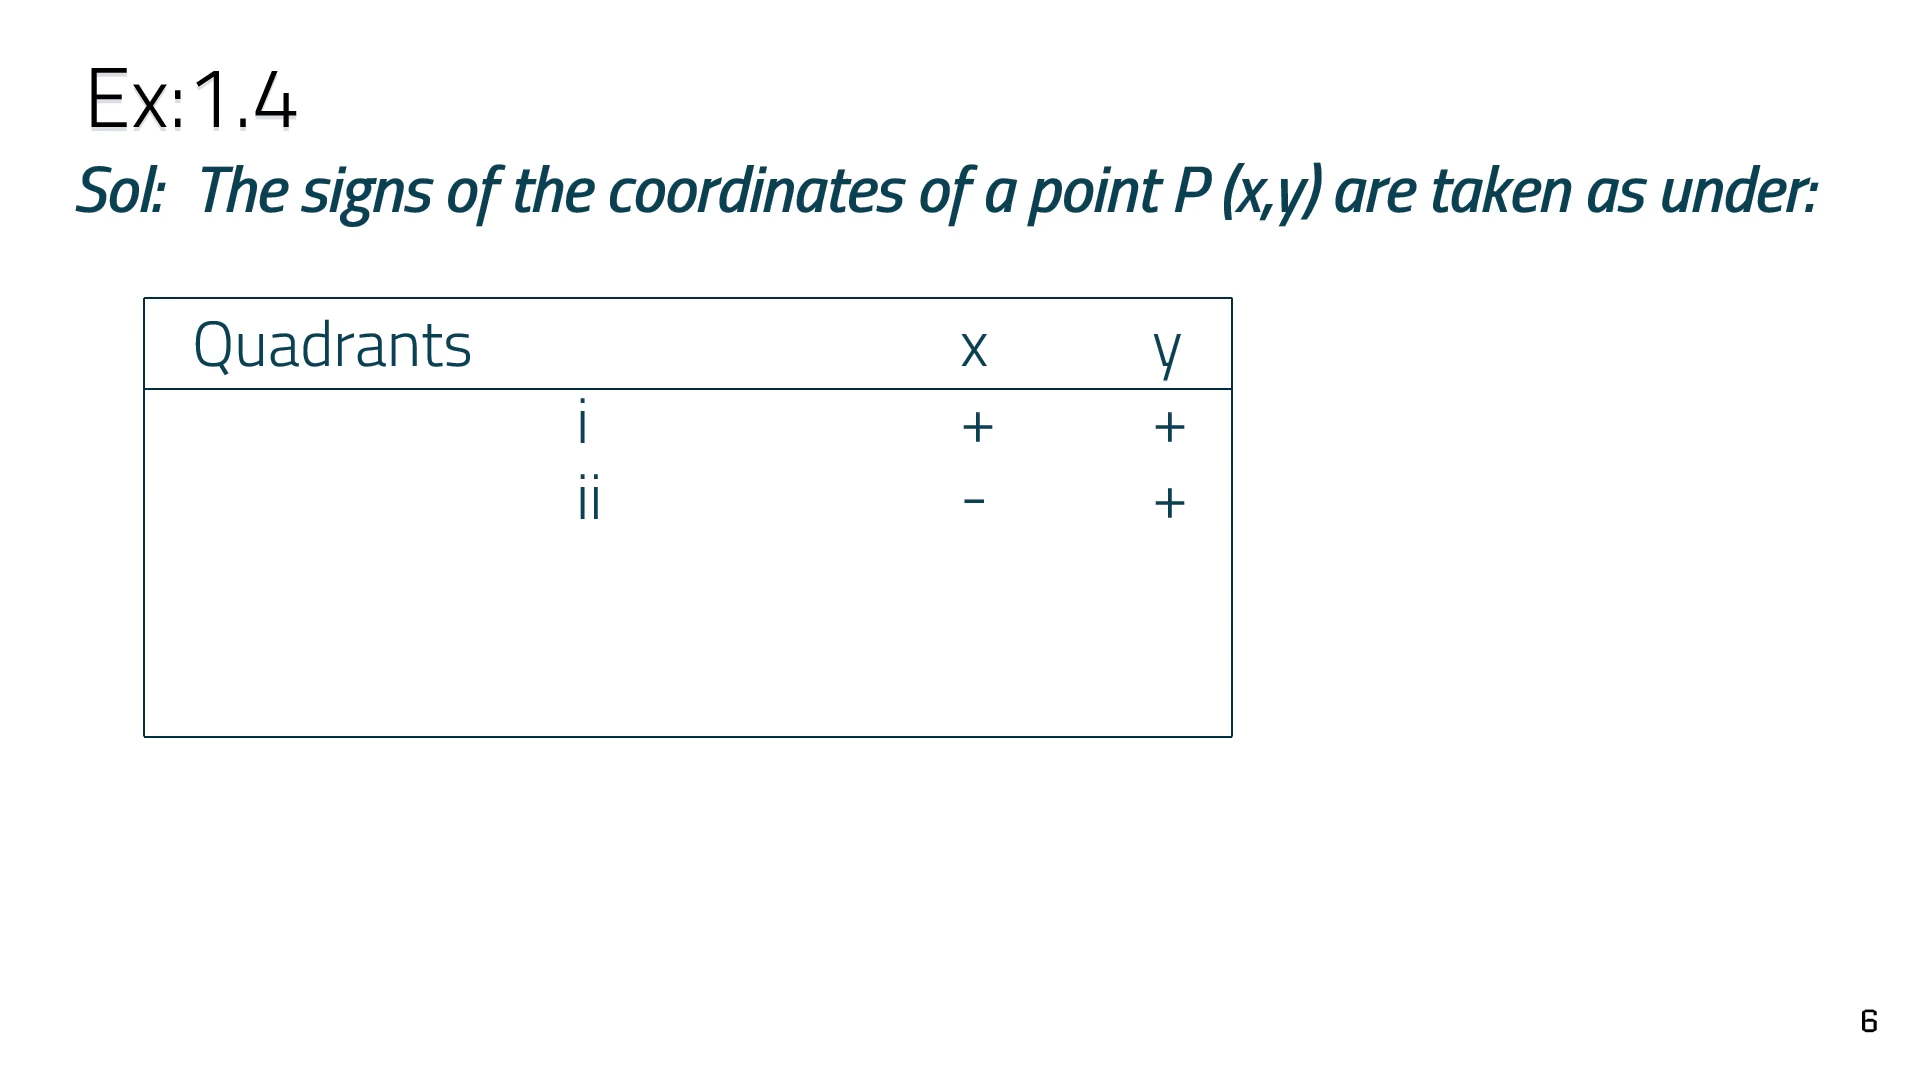 Ex:1.4
Sol: The signs of the coordinates of a point P (x,y) are taken as under:
Quadrants x y
i + +
ii - +
6